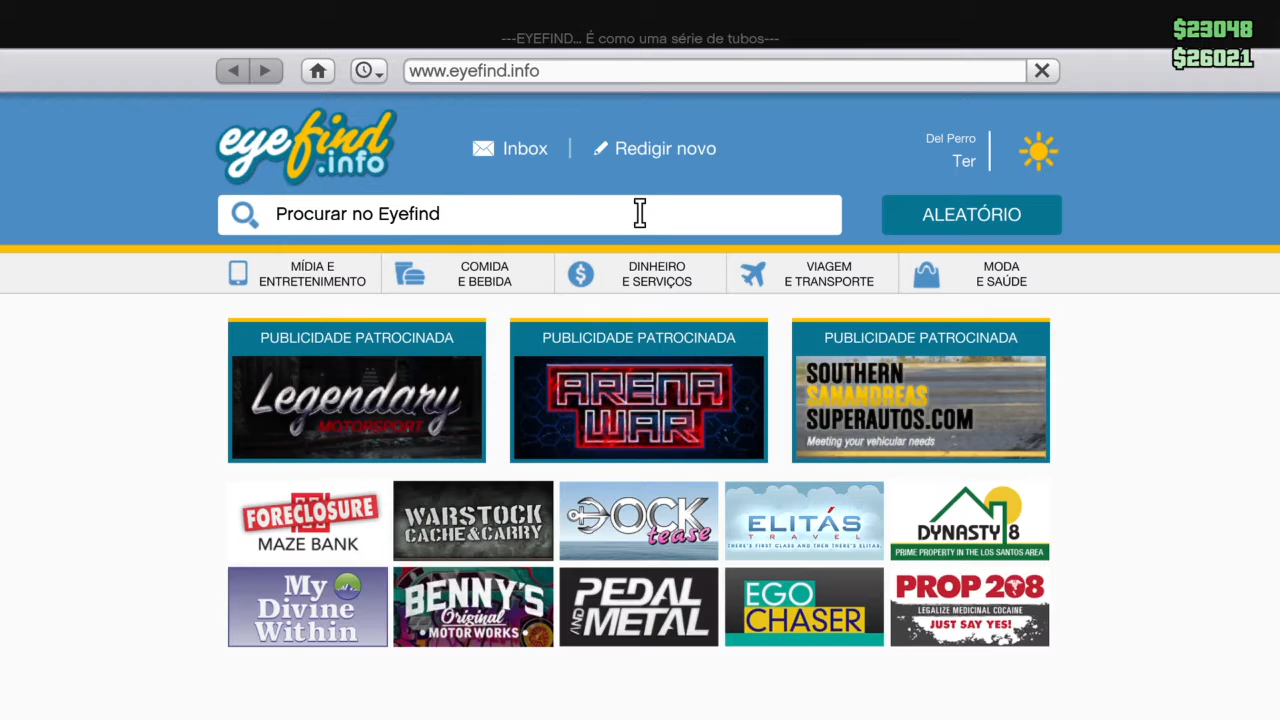 ---EYEFIND... É como uma série de tubos---
$23048
$26021
www.eyefind.info
eyefind
.info
Inbox
Redigir novo
Del Perro
Ter
Procurar no Eyefind
ALEATÓRIO
MÍDIA E
ENTRETENIMENTO
COMIDA
E BEBIDA
DINHEIRO
E SERVIÇOS
VIAGEM
E TRANSPORTE
MODA
E SAÚDE
PUBLICIDADE PATROCINADA
Legendary
MOTORSPORT
PUBLICIDADE PATROCINADA
ARENA
WAR
PUBLICIDADE PATROCINADA
SOUTHERN
SANANDREAS
SUPERAUTOS.COM
Meeting your vehicular needs
FORECLOSURE
MAZE BANK
WARSTOCK
CACHE&CARRY
DOCK
tease
ELITÁS
TRAVEL
THERE'S FIRST CLASS AND THEN THERE'S ELITAS.
DYNASTY 8
PRIME PROPERTY IN THE LOS SANTOS AREA
My
Divine
Within
BENNY'S
Original
MOTOR WORKS
PEDAL
AND METAL
EGO
CHASER
PROP 208
LEGALIZE MEDICINAL COCAINE
JUST SAY YES!